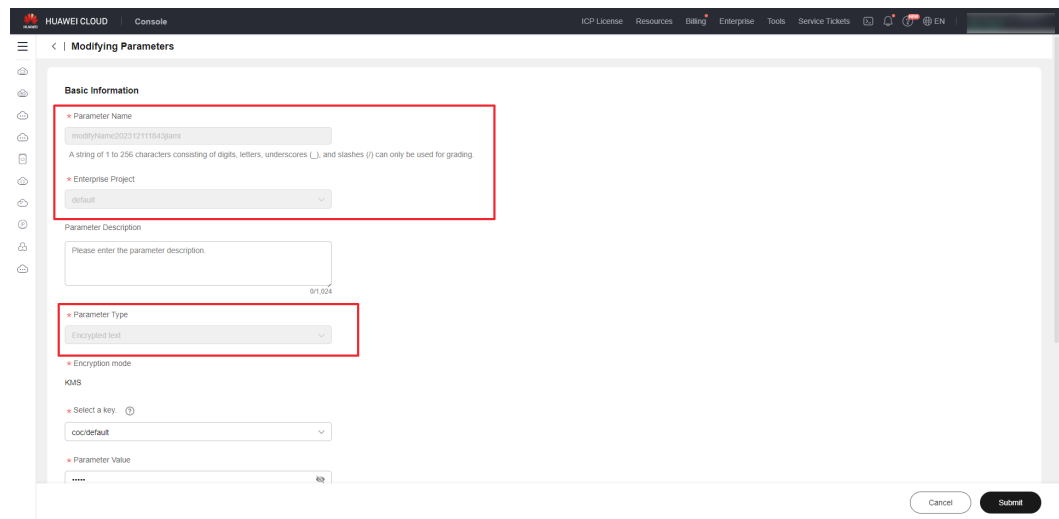 HUAWEI
HUAWEI CLOUD | Console
ICP License Resources Billing Enterprise Tools Service Tickets NEW EN
< | Modifying Parameters
Basic Information
* Parameter Name
modifyName202312111643jiami
A string of 1 to 256 characters consisting of digits, letters, underscores (_), and slashes (/) can only be used for grading.
* Enterprise Project
default
Parameter Description
Please enter the parameter description.
0/1,024
* Parameter Type
Encrypted text
* Encryption mode
KMS
* Select a key. ?
coc/default
* Parameter Value
•••••
Cancel
Submit